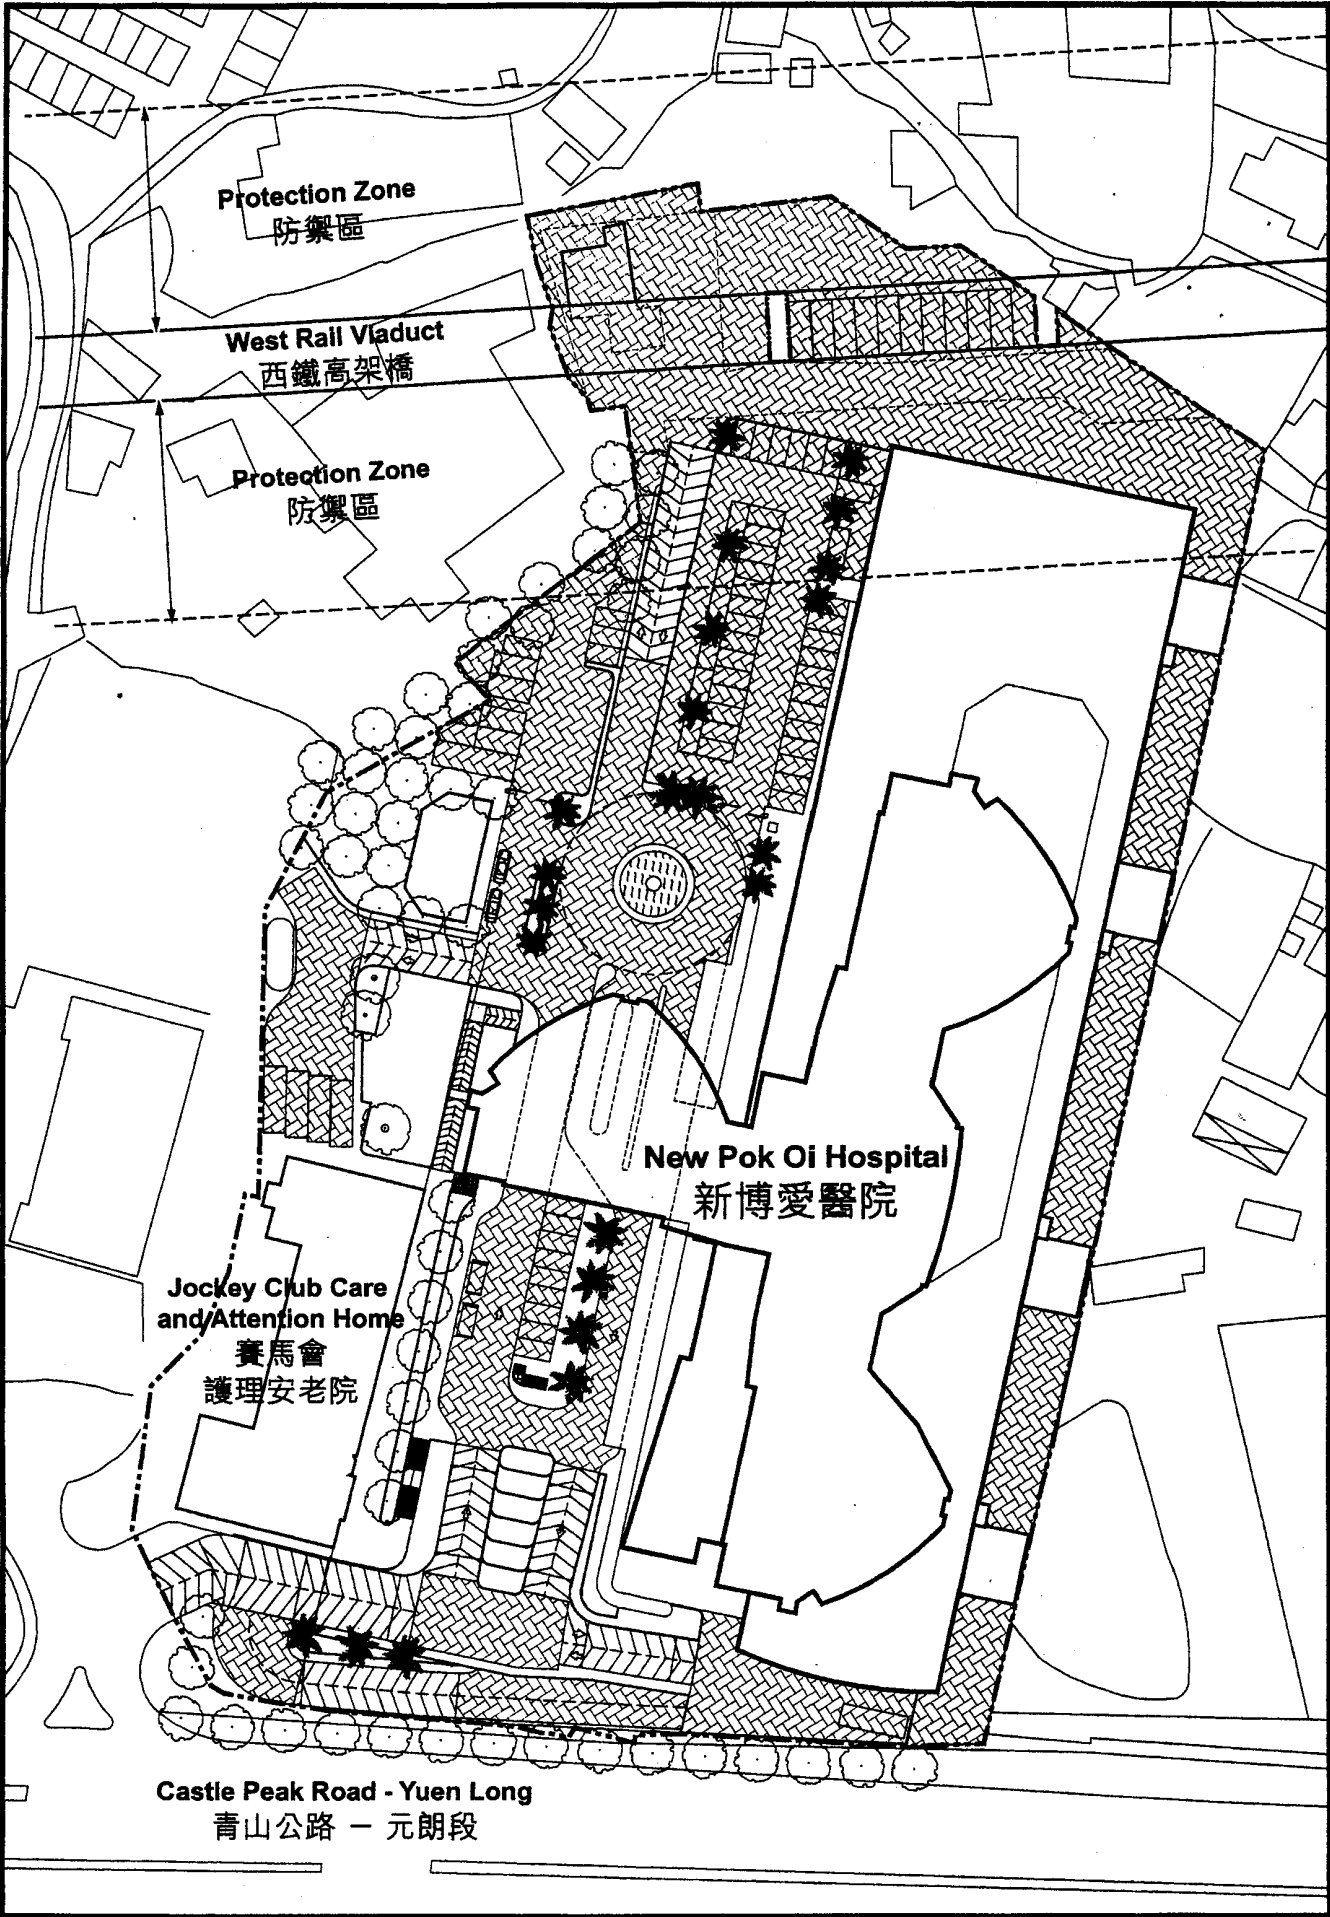 Protection Zone
防禦區
West Rail Viaduct
西鐵高架橋
Protection Zone
防禦區
New Pok Oi Hospital
新博愛醫院
Jockey Club Care
and Attention Home
賽馬會
護理安老院
Castle Peak Road - Yuen Long
青山公路 － 元朗段